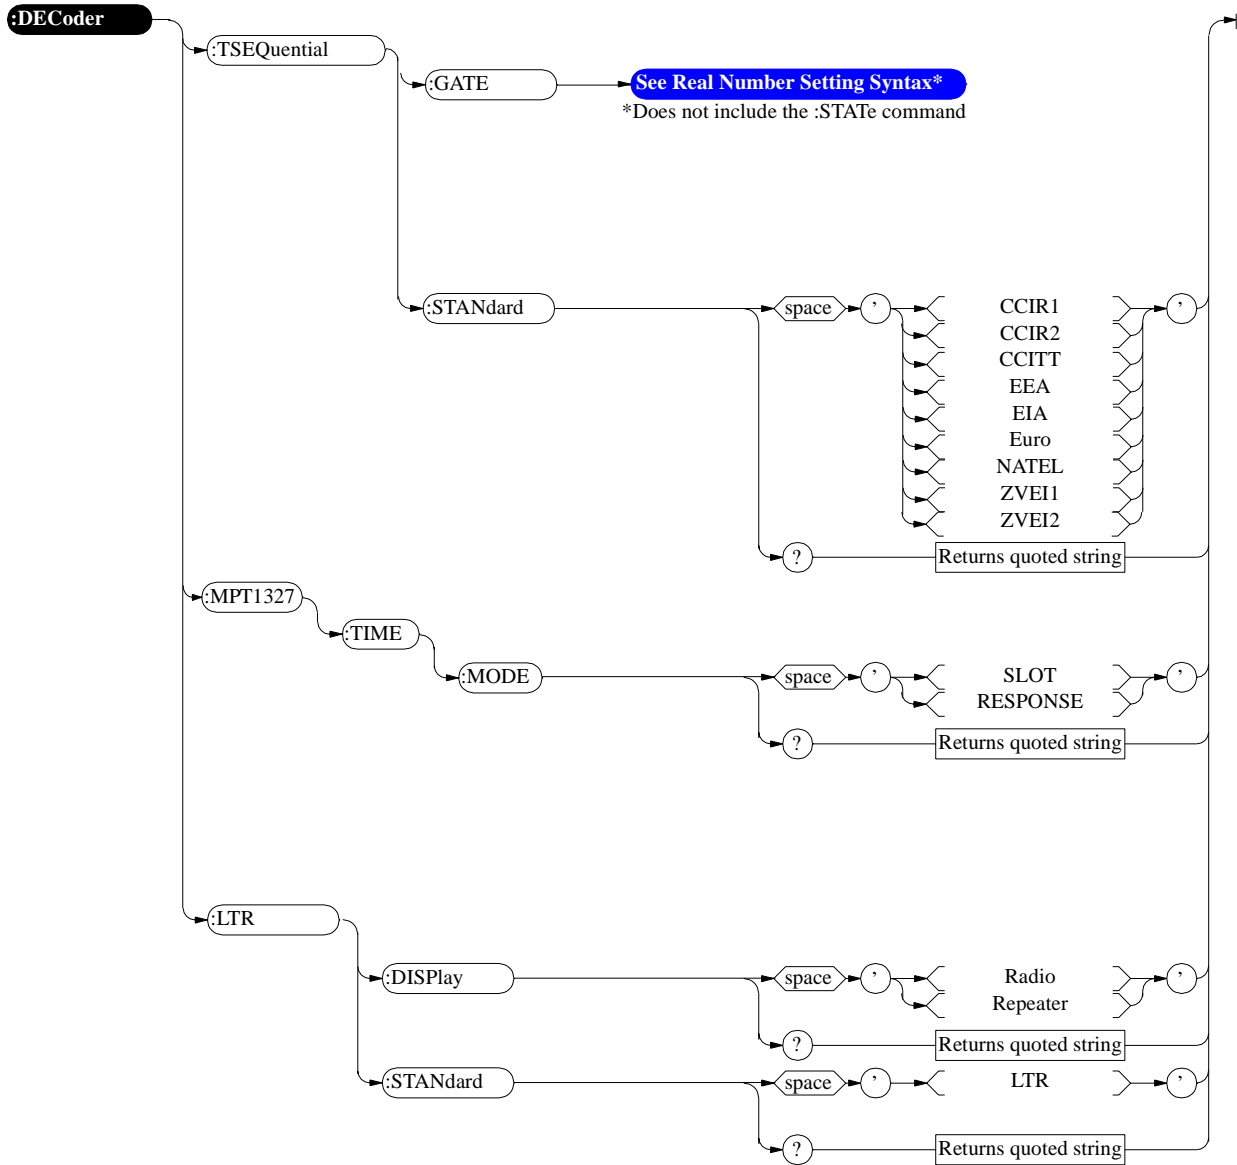 :DECoder
:TSEQuential
:GATE
See Real Number Setting Syntax*
*Does not include the :STATe command
:STANdard
space
’
CCIR1
’
CCIR2
CCITT
EEA
EIA
Euro
NATEL
ZVEI1
ZVEI2
?
Returns quoted string
:MPT1327
:TIME
:MODE
space
’
SLOT
’
RESPONSE
?
Returns quoted string
:LTR
:DISPlay
space
’
Radio
’
Repeater
?
Returns quoted string
:STANdard
space
’
LTR
’
?
Returns quoted string